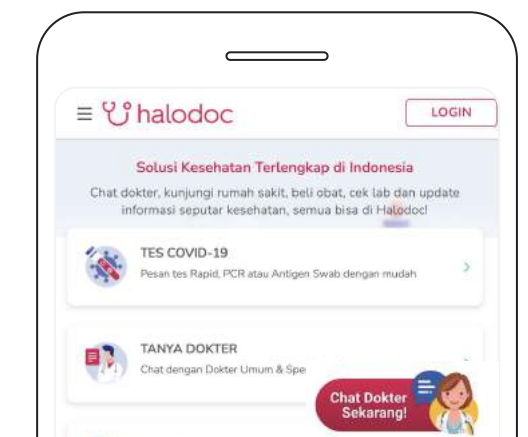 halodoc
LOGIN
Solusi Kesehatan Terlengkap di Indonesia
Chat dokter, kunjungi rumah sakit, beli obat, cek lab dan update
informasi seputar kesehatan, semua bisa di Halodoc!
TES COVID-19
Pesan tes Rapid, PCR atau Antigen Swab dengan mudah
TANYA DOKTER
Chat dengan Dokter Umum & Spe
Chat Dokter
Sekarang!